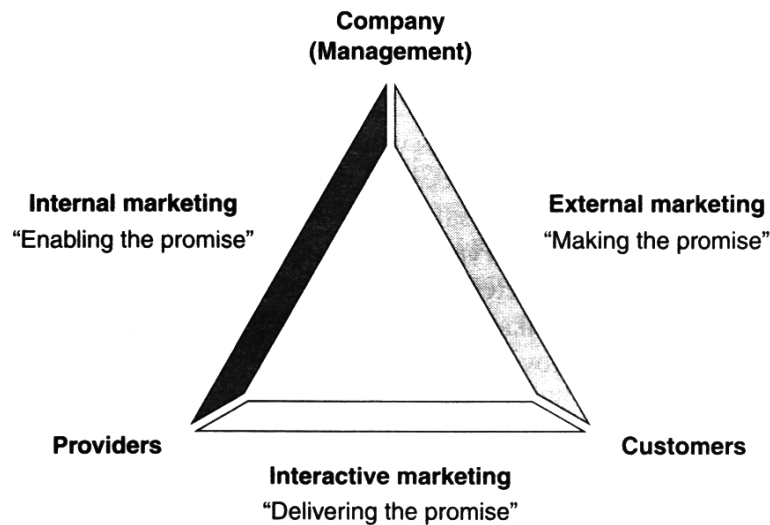 Company
(Management)
Internal marketing
“Enabling the promise”
External marketing
“Making the promise”
Providers
Customers
Interactive marketing
“Delivering the promise”